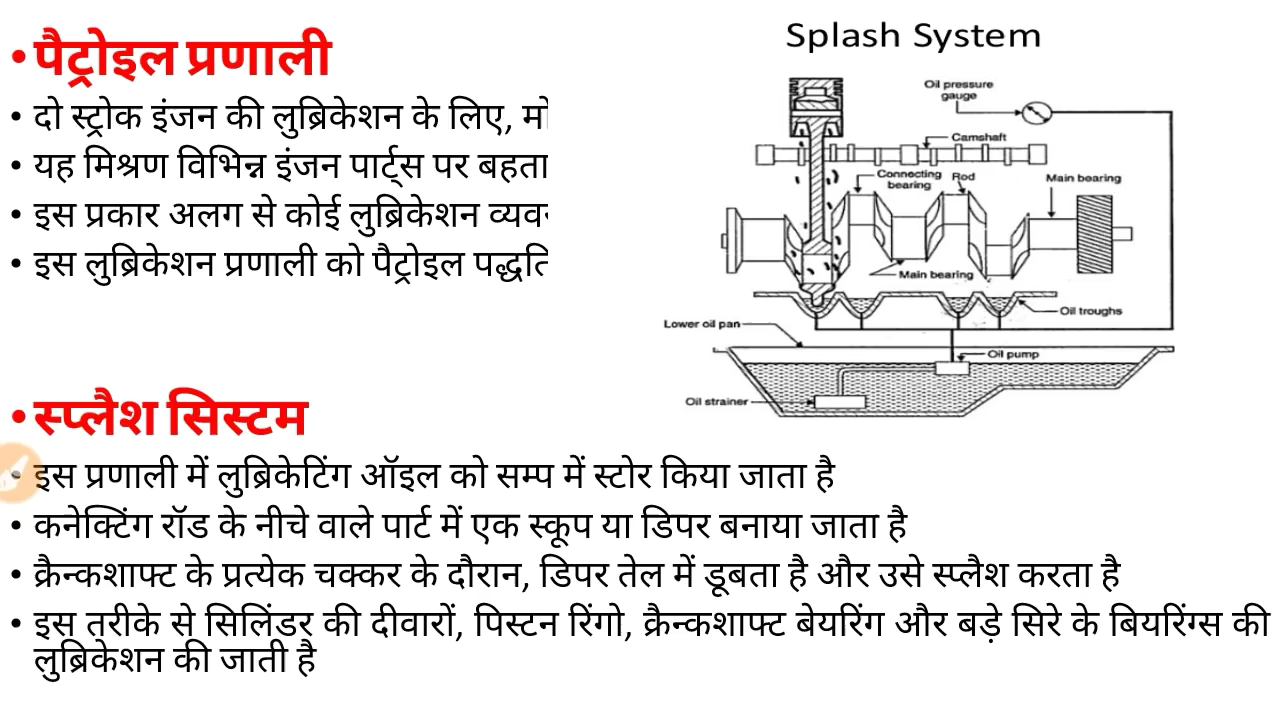 • पैट्रोइल प्रणाली
• दो स्ट्रोक इंजन की लुब्रिकेशन के लिए,
• यह मिश्रण विभिन्न इंजन पार्ट्स पर बहता
• इस प्रकार अलग से कोई लुब्रिकेशन
• इस लुब्रिकेशन प्रणाली को पैट्रोइल
Splash System
Oil pressure
gauge
Camshaft
Connecting
bearing
Rod
Main bearing
Main bearing
Oil troughs
Lower oil pan
Oil pump
Oil strainer
• स्प्लैश सिस्टम
• इस प्रणाली में लुब्रिकेटिंग ऑइल को सम्प में स्टोर किया जाता है
• कनेक्टिंग रॉड के नीचे वाले पार्ट में एक स्कूप या डिपर बनाया जाता है
• क्रैन्कशाफ्ट के प्रत्येक चक्कर के दौरान, डिपर तेल में डूबता है और उसे स्प्लैश करता है
• इस तरीके से सिलिंडर की दीवारों, पिस्टन रिंगो, क्रैन्कशाफ्ट बेयरिंग और बड़े सिरे के बियरिंग्स की
लुब्रिकेशन की जाती है